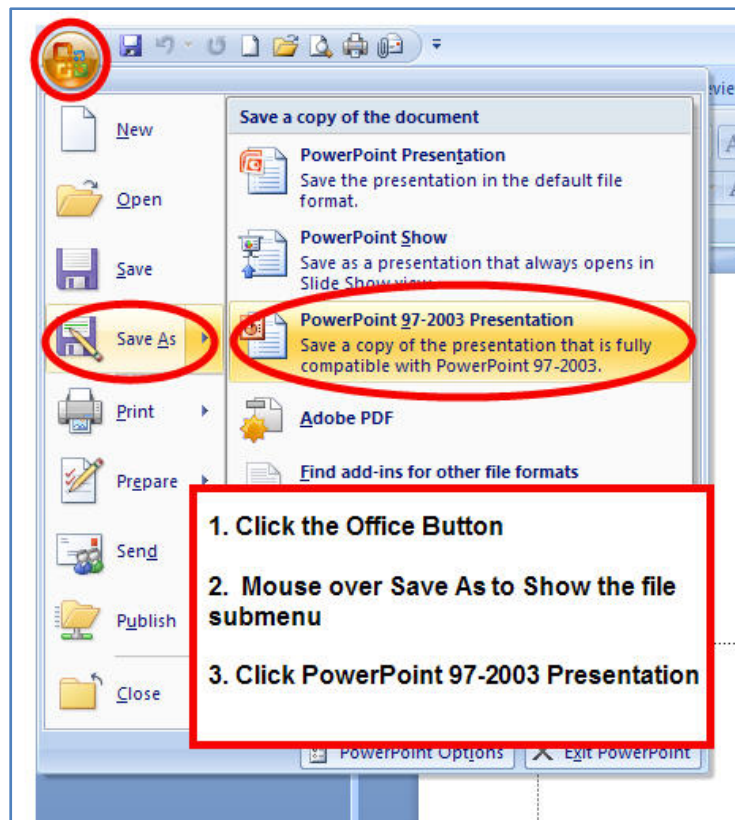 New
Open
Save
Save As
Print
Prepare
Send
Publish
Close
Save a copy of the document
PowerPoint Presentation
Save the presentation in the default file
format.
PowerPoint Show
Save as a presentation that always opens in
Slide Show view.
PowerPoint 97-2003 Presentation
Save a copy of the presentation that is fully
compatible with PowerPoint 97-2003.
Adobe PDF
Find add-ins for other file formats
1. Click the Office Button
2. Mouse over Save As to Show the file
submenu
3. Click PowerPoint 97-2003 Presentation
PowerPoint Options
Exit PowerPoint